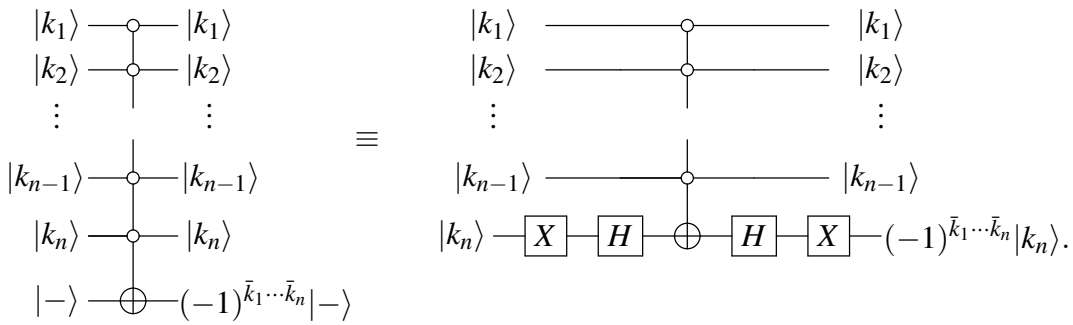 |k₁⟩ |k₁⟩ |k₁⟩ |k₁⟩
|k₂⟩ |k₂⟩ |k₂⟩ |k₂⟩
⋮ ⋮ ≡ ⋮ ⋮
|kₙ₋₁⟩ |kₙ₋₁⟩ |kₙ₋₁⟩ |kₙ₋₁⟩
|kₙ⟩ |kₙ⟩ |kₙ⟩ X H H X (−1)^{k̄₁⋯k̄ₙ}|kₙ⟩.
|−⟩ (−1)^{k̄₁⋯k̄ₙ}|−⟩